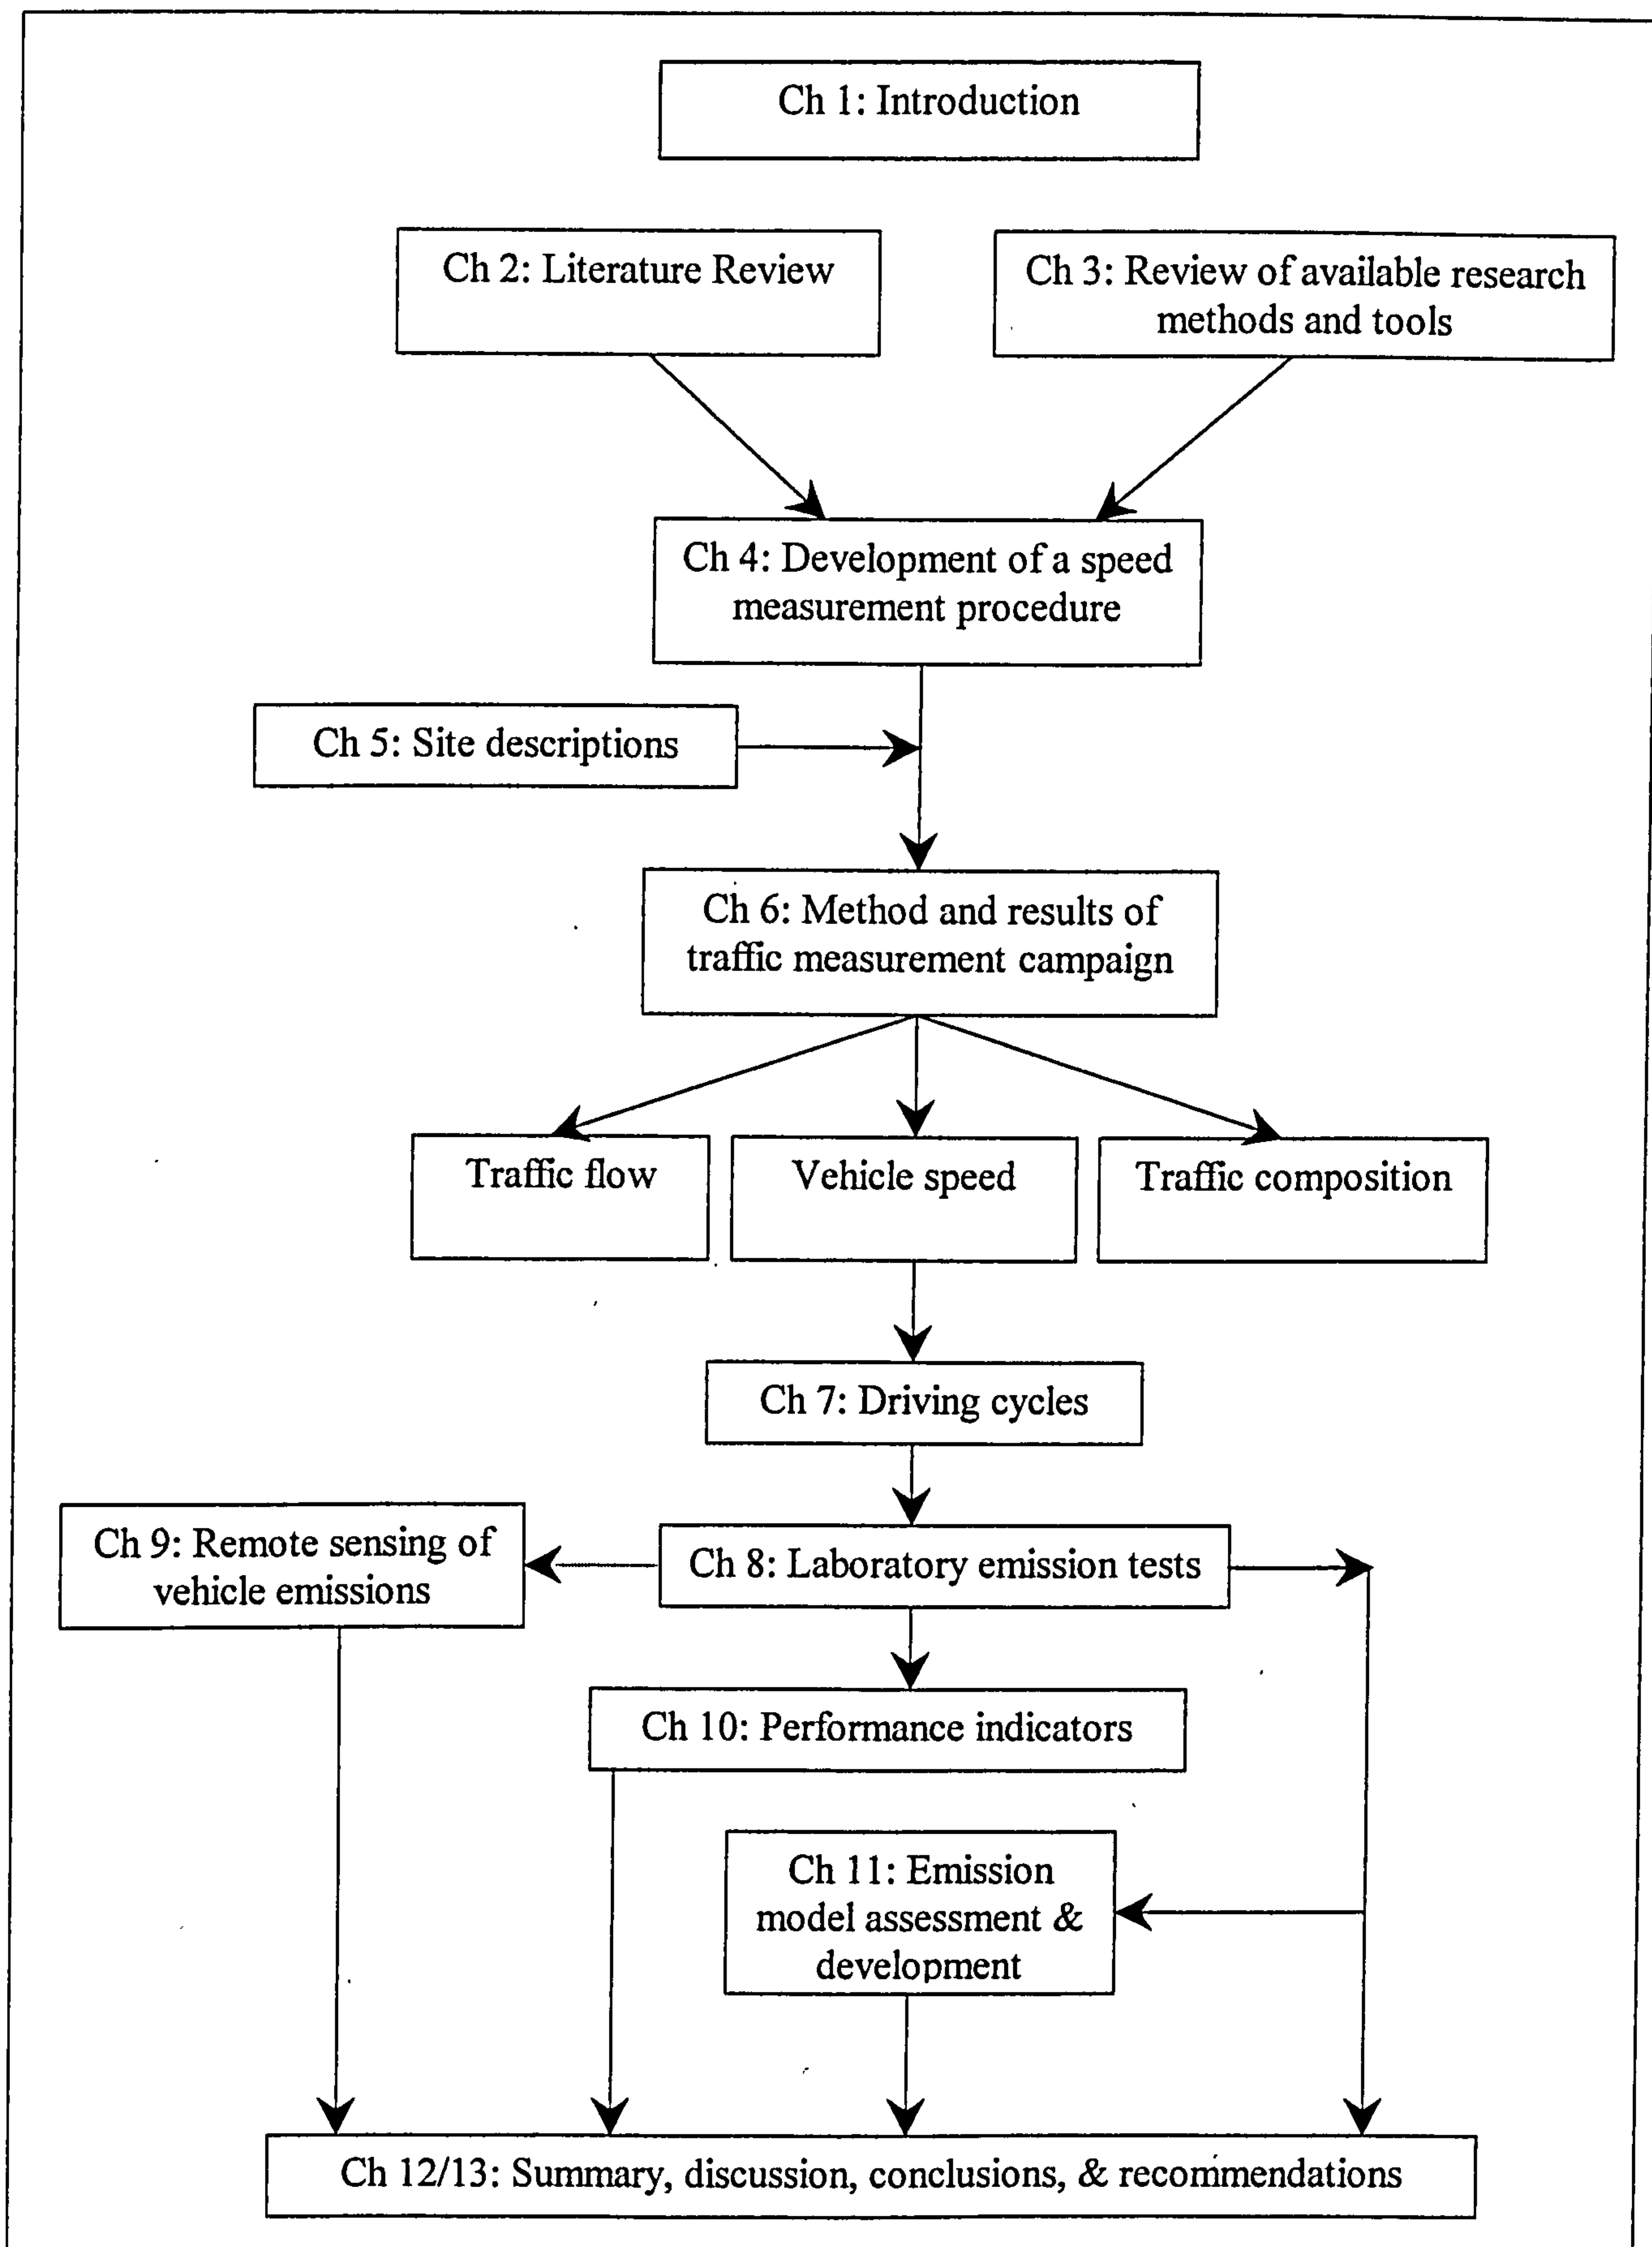 Ch 1: Introduction
Ch 2: Literature Review
Ch 3: Review of available research
methods and tools
Ch 4: Development of a speed
measurement procedure
Ch 5: Site descriptions
Ch 6: Method and results of
traffic measurement campaign
Traffic flow
Vehicle speed
Traffic composition
Ch 7: Driving cycles
Ch 9: Remote sensing of
vehicle emissions
Ch 8: Laboratory emission tests
Ch 10: Performance indicators
Ch 11: Emission
model assessment &
development
Ch 12/13: Summary, discussion, conclusions, & recommendations